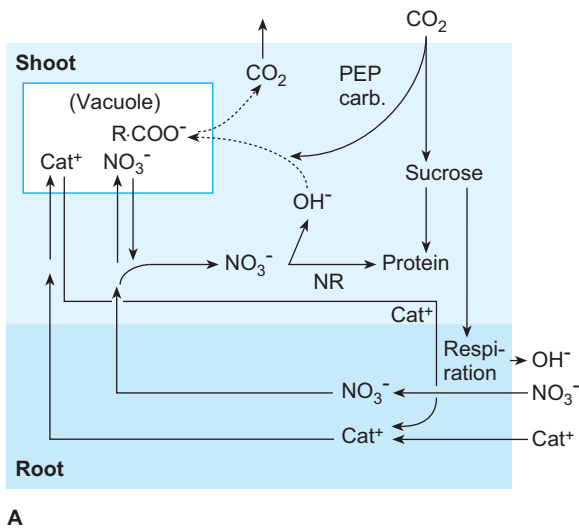 CO₂
Shoot
CO₂
PEP
carb.
(Vacuole)
R·COO⁻
Cat⁺ NO₃⁻
Sucrose
OH⁻
NO₃⁻
Protein
NR
Cat⁺
Respi-
ration
OH⁻
NO₃⁻
NO₃⁻
Cat⁺
Cat⁺
Root
A